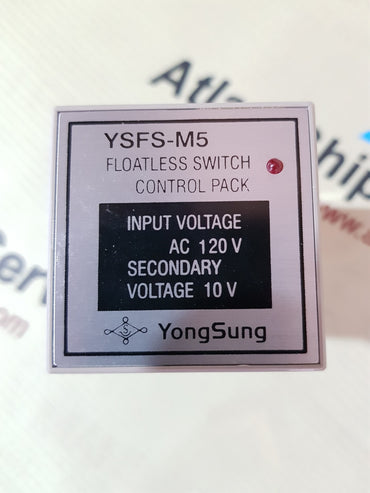 YSFS-M5
FLOATLESS SWITCH
CONTROL PACK
INPUT VOLTAGE
AC 120 V
SECONDARY
VOLTAGE 10 V
S
YongSung